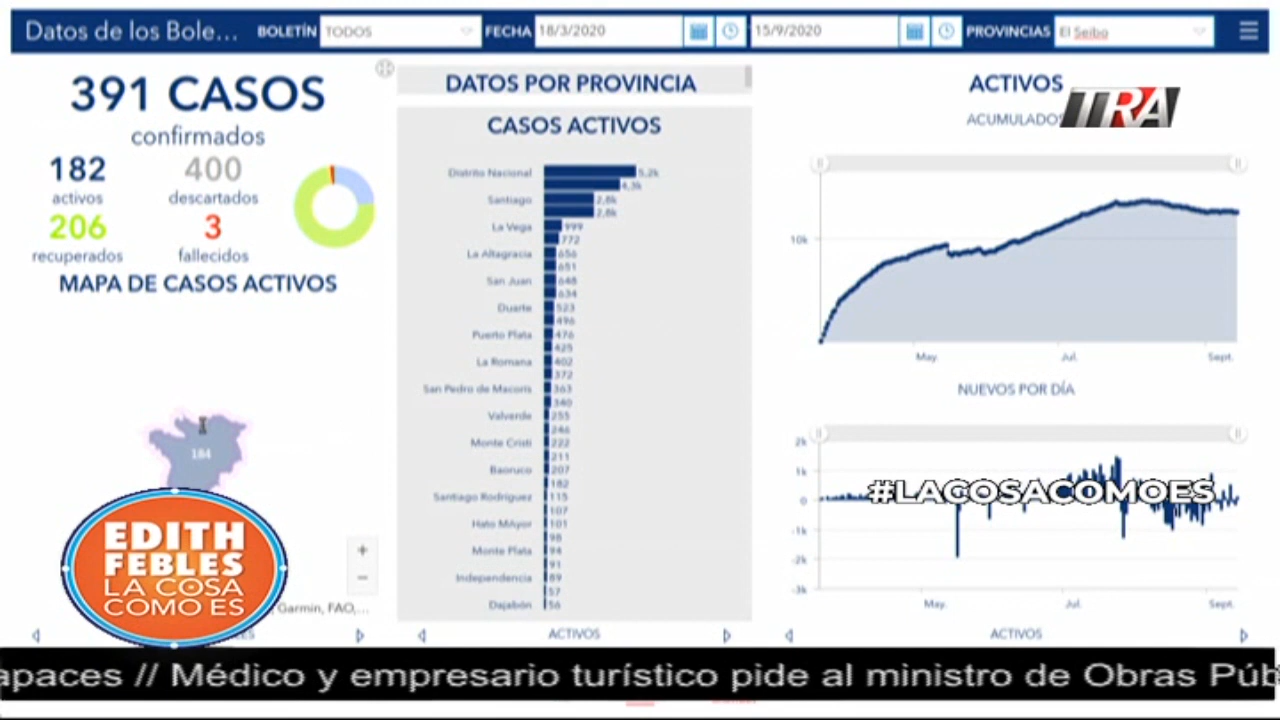 Datos de los Bole...
BOLETÍN TODOS
FECHA 18/3/2020
15/9/2020
PROVINCIAS El Seibo
391 CASOS
confirmados
182
activos
400
descartados
206
recuperados
3
fallecidos
MAPA DE CASOS ACTIVOS
184
EDITH
FEBLES
LA COSA
COMO ES
, Garmin, FAO,...
DATOS POR PROVINCIA
CASOS ACTIVOS
Distrito Nacional 5,2k
4,3k
Santiago 2,8k
2,8k
La Vega 999
772
La Altagracia 656
651
San Juan 648
634
Duarte 523
496
Puerto Plata 476
425
La Romana 402
372
San Pedro de Macorís 363
340
Valverde 255
246
Monte Cristi 222
211
Baoruco 207
182
Santiago Rodríguez 115
107
Hato Mayor 101
98
Monte Plata 94
91
Independencia 89
57
Dajabón 56
ACTIVOS
ACTIVOS
TRA
ACUMULADOS
10k
May. Jul. Sept.
NUEVOS POR DÍA
2k
1k
0
-1k
-2k
-3k
#LACOSACOMOES
May. Jul. Sept.
ACTIVOS
apaces // Médico y empresario turístico pide al ministro de Obras Púb